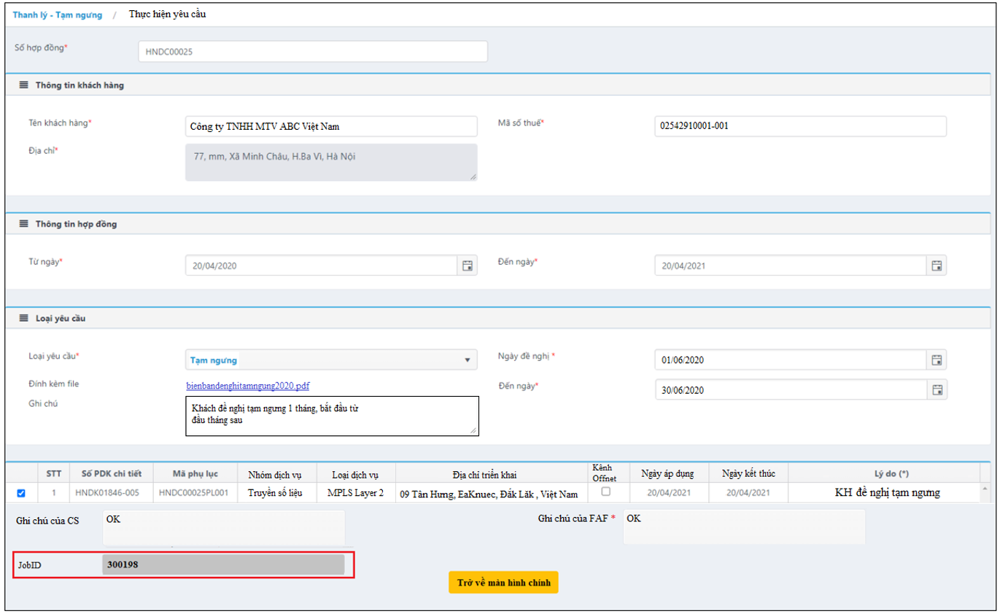 Thanh lý - Tạm ngưng / Thực hiện yêu cầu
Số hợp đồng* HNDC00025
Thông tin khách hàng
Tên khách hàng* Công ty TNHH MTV ABC Việt Nam Mã số thuế* 02542910001-001
Địa chỉ* 77, mm, Xã Minh Châu, H.Ba Vì, Hà Nội
Thông tin hợp đồng
Từ ngày* 20/04/2020 Đến ngày* 20/04/2021
Loại yêu cầu
Loại yêu cầu* Tạm ngưng Ngày đề nghị * 01/06/2020
Đính kèm file bienbandenghitamngung2020.pdf Đến ngày* 30/06/2020
Ghi chú Khách đề nghị tạm ngưng 1 tháng, bắt đầu từ
đầu tháng sau
STT Số PDK chi tiết Mã phụ lục Nhóm dịch vụ Loại dịch vụ Địa chỉ triển khai Kênh Offnet Ngày áp dụng Ngày kết thúc Lý do (*)
1 HNDK01846-005 HNDC00025PL001 Truyền số liệu MPLS Layer 2 09 Tân Hưng, EaKnuec, Đắk Lăk , Việt Nam 20/04/2021 20/04/2021 KH đề nghị tạm ngưng
Ghi chú của CS OK Ghi chú của FAF * OK
JobID 300198
Trở về màn hình chính